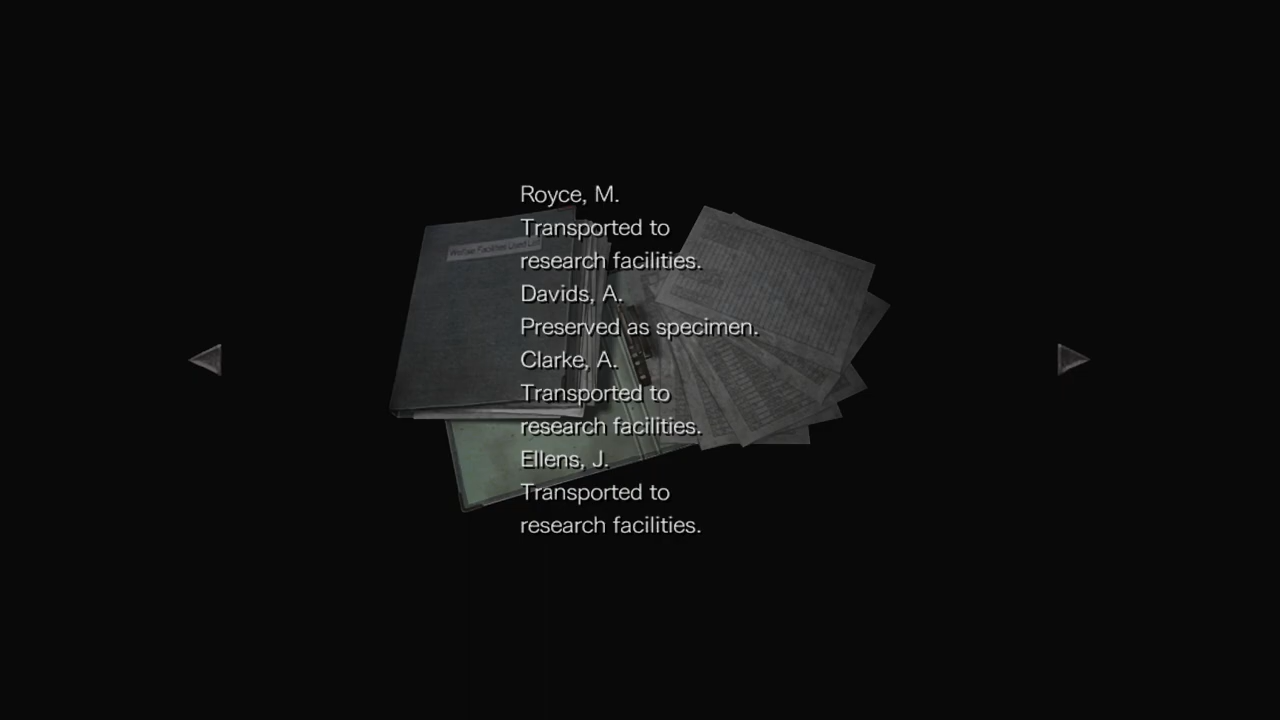 Royce, M.
Transported to
research facilities.
Davids, A.
Preserved as specimen.
Clarke, A.
Transported to
research facilities.
Ellens, J.
Transported to
research facilities.